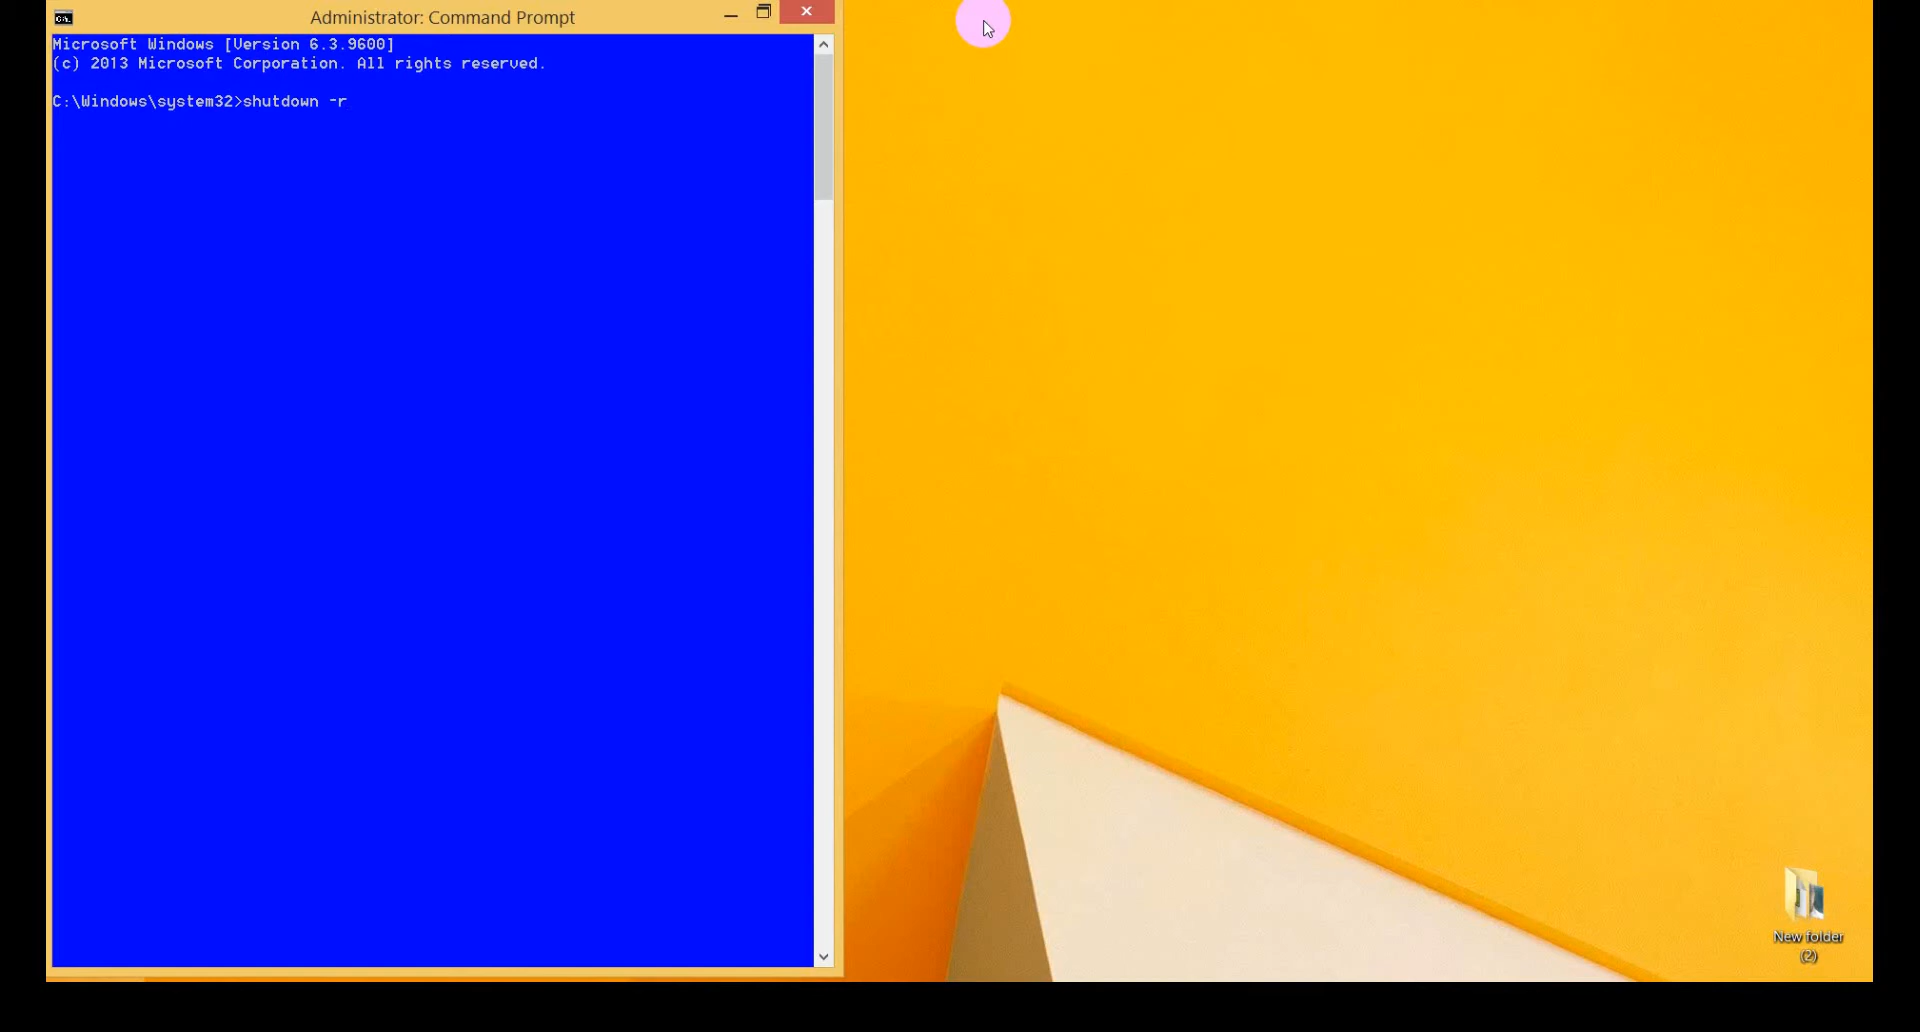 Administrator: Command Prompt
Microsoft Windows [Version 6.3.9600]
(c) 2013 Microsoft Corporation. All rights reserved.
C:\Windows\system32>shutdown -r
New folder
(2)